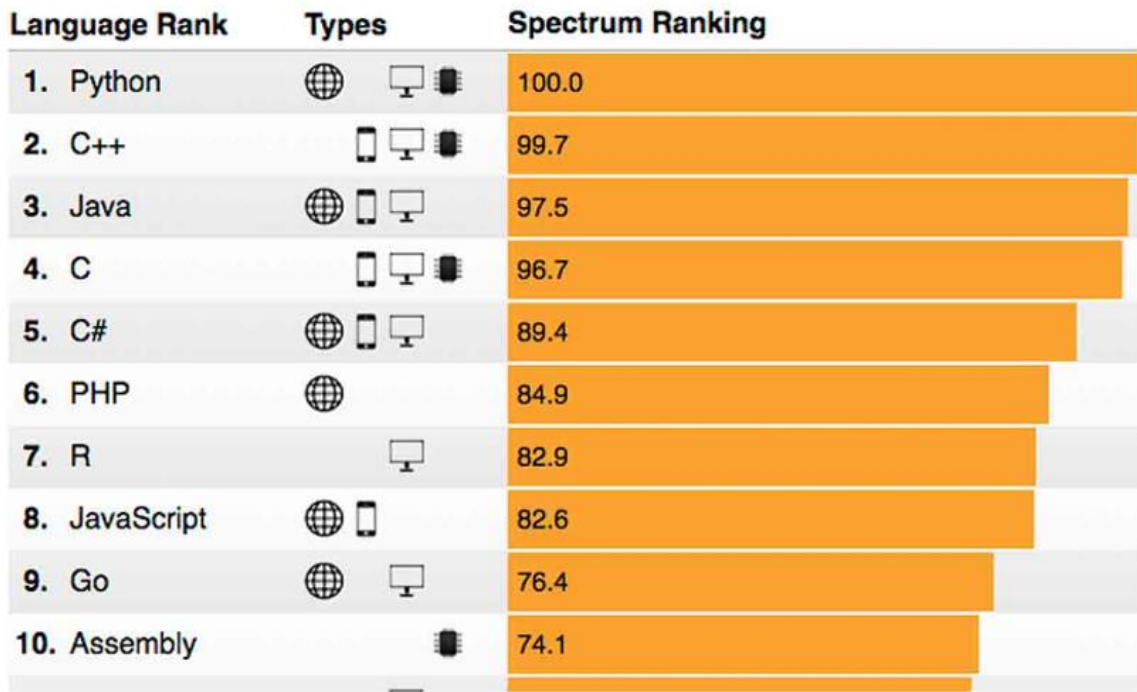 Language Rank Types Spectrum Ranking
1. Python 100.0
2. C++ 99.7
3. Java 97.5
4. C 96.7
5. C# 89.4
6. PHP 84.9
7. R 82.9
8. JavaScript 82.6
9. Go 76.4
10. Assembly 74.1